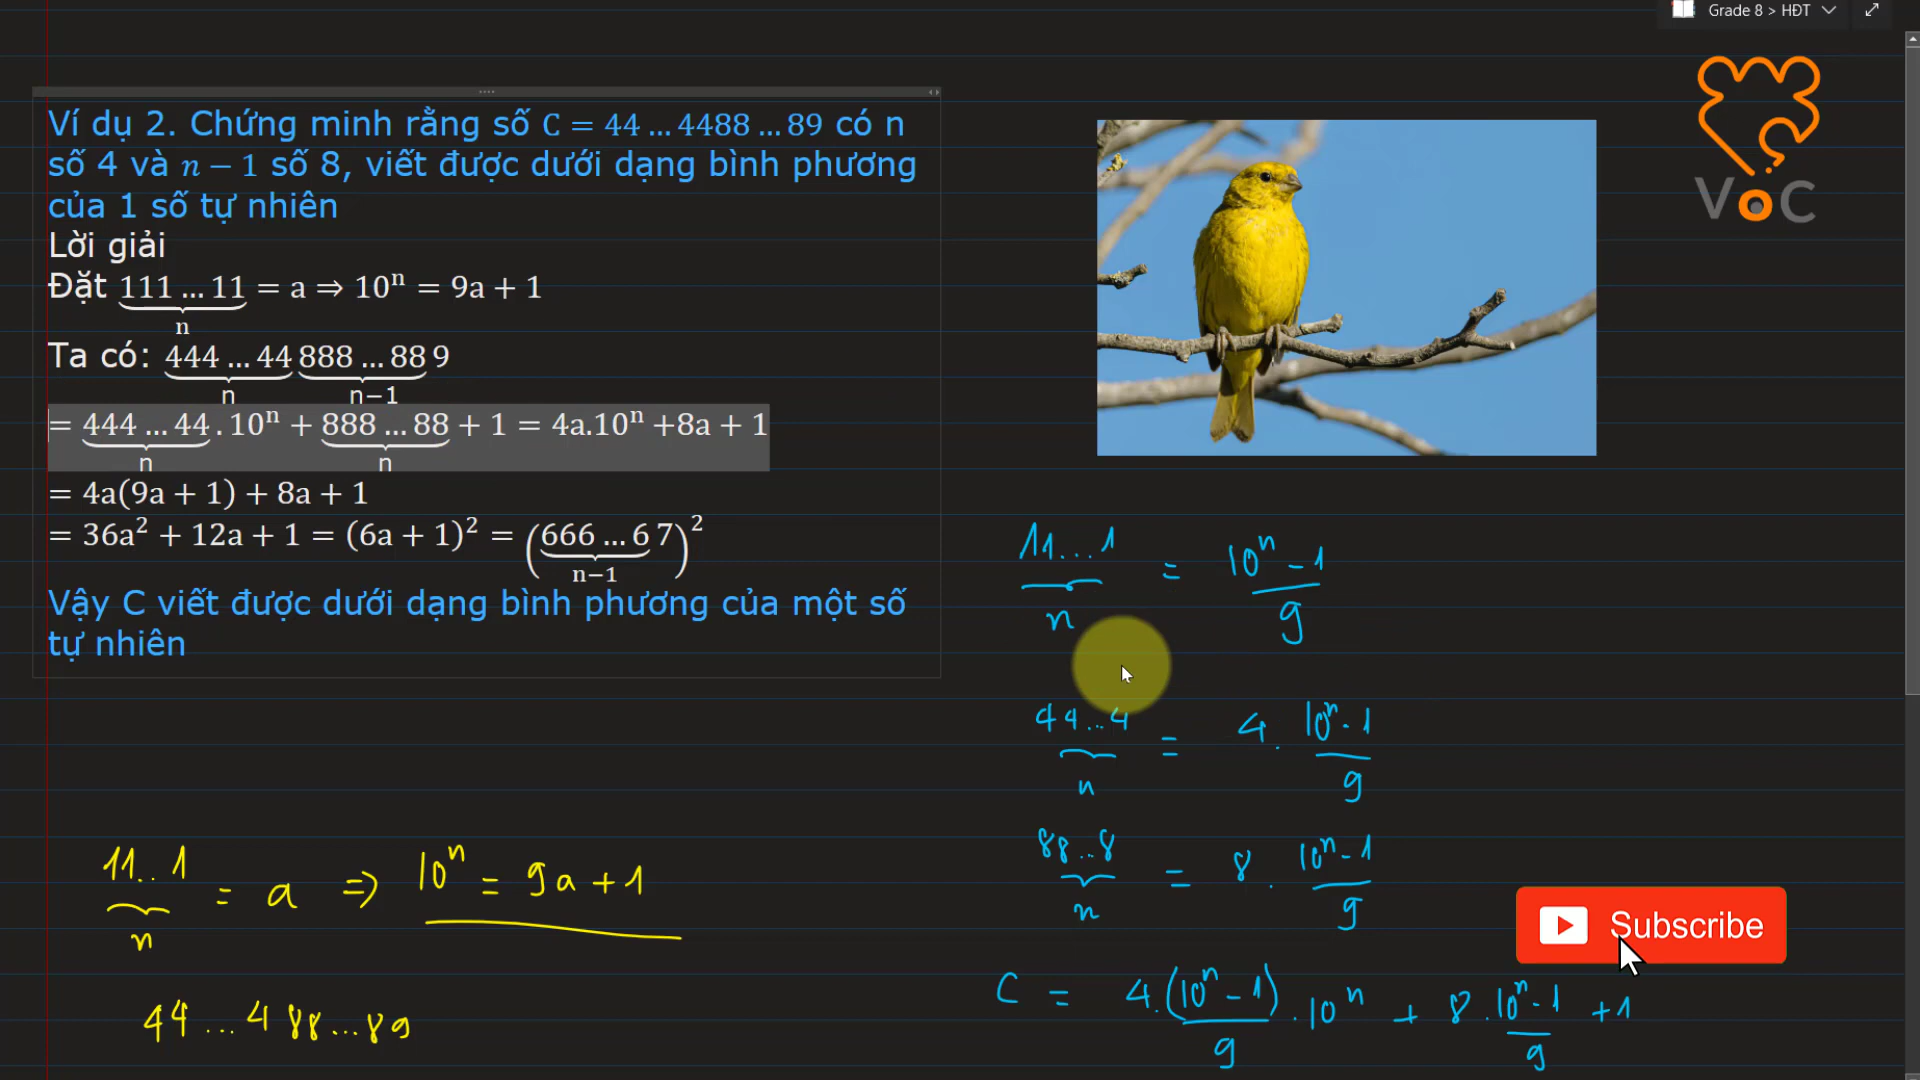 Grade 8 > HĐT
VOC
Ví dụ 2. Chứng minh rằng số C = 44 … 4488 … 89 có n
số 4 và n − 1 số 8, viết được dưới dạng bình phương
của 1 số tự nhiên
Lời giải
Đặt 111 … 11 = a ⇒ 10ⁿ = 9a + 1
n
Ta có: 444 … 44 888 … 88 9
n n−1
= 444 … 44 . 10ⁿ + 888 … 88 + 1 = 4a.10ⁿ +8a + 1
n n
= 4a(9a + 1) + 8a + 1
= 36a² + 12a + 1 = (6a + 1)² = (666 … 6 7)²
n−1
Vậy C viết được dưới dạng bình phương của một số
tự nhiên
11...1 = 10ⁿ - 1
n 9
44...4 = 4. 10ⁿ - 1
n 9
88...8 = 8. 10ⁿ - 1
n 9
C = 4.(10ⁿ - 1) . 10ⁿ + 8. 10ⁿ - 1 + 1
9 9
11..1 = a => 10ⁿ = 9a + 1
n
44...4 88...89
Subscribe